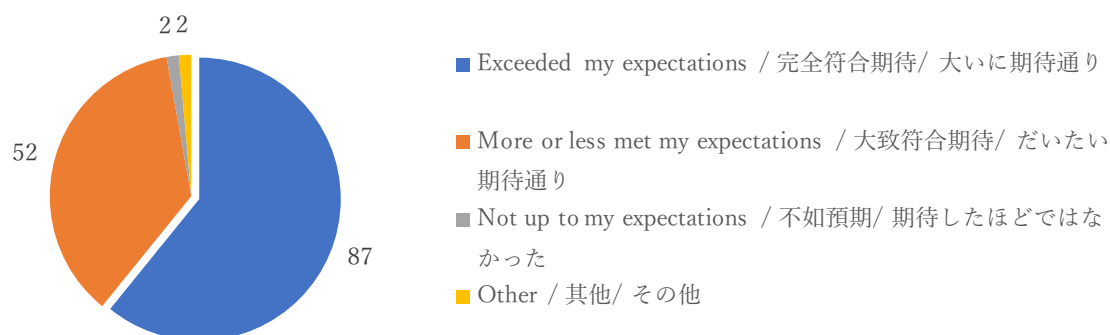 2 2
52
87
Exceeded my expectations / 完全符合期待/ 大いに期待通り
More or less met my expectations / 大致符合期待/ だいたい
期待通り
Not up to my expectations / 不如預期/ 期待したほどではな
かった
Other / 其他/ その他